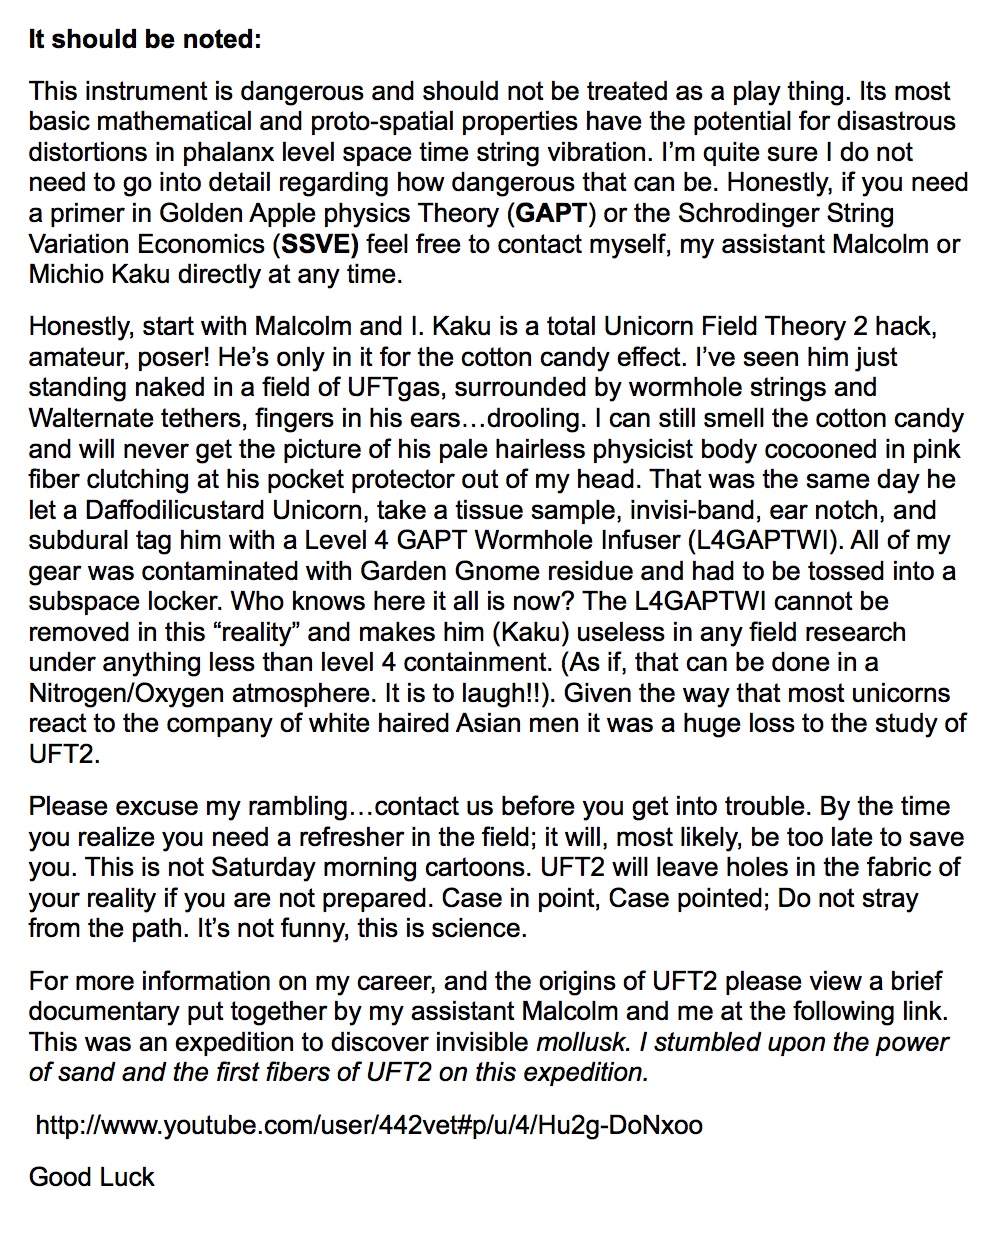 It should be noted:
This instrument is dangerous and should not be treated as a play thing. Its most
basic mathematical and proto-spatial properties have the potential for disastrous
distortions in phalanx level space time string vibration. I'm quite sure I do not
need to go into detail regarding how dangerous that can be. Honestly, if you need
a primer in Golden Apple physics Theory (GAPT) or the Schrodinger String
Variation Economics (SSVE) feel free to contact myself, my assistant Malcolm or
Michio Kaku directly at any time.
Honestly, start with Malcolm and I. Kaku is a total Unicorn Field Theory 2 hack,
amateur, poser! He's only in it for the cotton candy effect. I've seen him just
standing naked in a field of UFTgas, surrounded by wormhole strings and
Walternate tethers, fingers in his ears…drooling. I can still smell the cotton candy
and will never get the picture of his pale hairless physicist body cocooned in pink
fiber clutching at his pocket protector out of my head. That was the same day he
let a Daffodilicustard Unicorn, take a tissue sample, invisi-band, ear notch, and
subdural tag him with a Level 4 GAPT Wormhole Infuser (L4GAPTWI). All of my
gear was contaminated with Garden Gnome residue and had to be tossed into a
subspace locker. Who knows here it all is now? The L4GAPTWI cannot be
removed in this “reality” and makes him (Kaku) useless in any field research
under anything less than level 4 containment. (As if, that can be done in a
Nitrogen/Oxygen atmosphere. It is to laugh!!). Given the way that most unicorns
react to the company of white haired Asian men it was a huge loss to the study of
UFT2.
Please excuse my rambling…contact us before you get into trouble. By the time
you realize you need a refresher in the field; it will, most likely, be too late to save
you. This is not Saturday morning cartoons. UFT2 will leave holes in the fabric of
your reality if you are not prepared. Case in point, Case pointed; Do not stray
from the path. It's not funny, this is science.
For more information on my career, and the origins of UFT2 please view a brief
documentary put together by my assistant Malcolm and me at the following link.
This was an expedition to discover invisible mollusk. I stumbled upon the power
of sand and the first fibers of UFT2 on this expedition.
http://www.youtube.com/user/442vet#p/u/4/Hu2g-DoNxoo
Good Luck